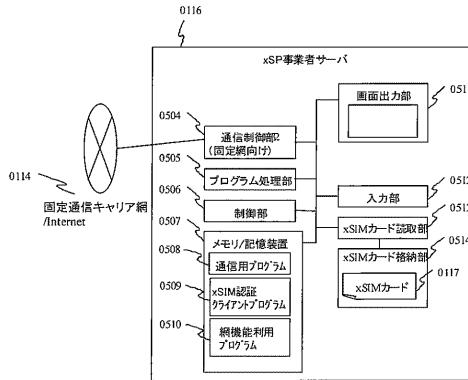 0116
xSP事業者サーバ
画面出力部
051
0504
通信制御部
(固定網向け)
0505
プログラム処理部
0114
固定通信キャリア網
/Internet
0506
制御部
入力部
0512
0507
メモリ/記憶装置
xSIMカード読取部
0513
0508
通信用プログラム
xSIMカード格納部
0514
0509
xSIM認証
クライアントプログラム
xSIMカード
0117
0510
網機能利用
プログラム